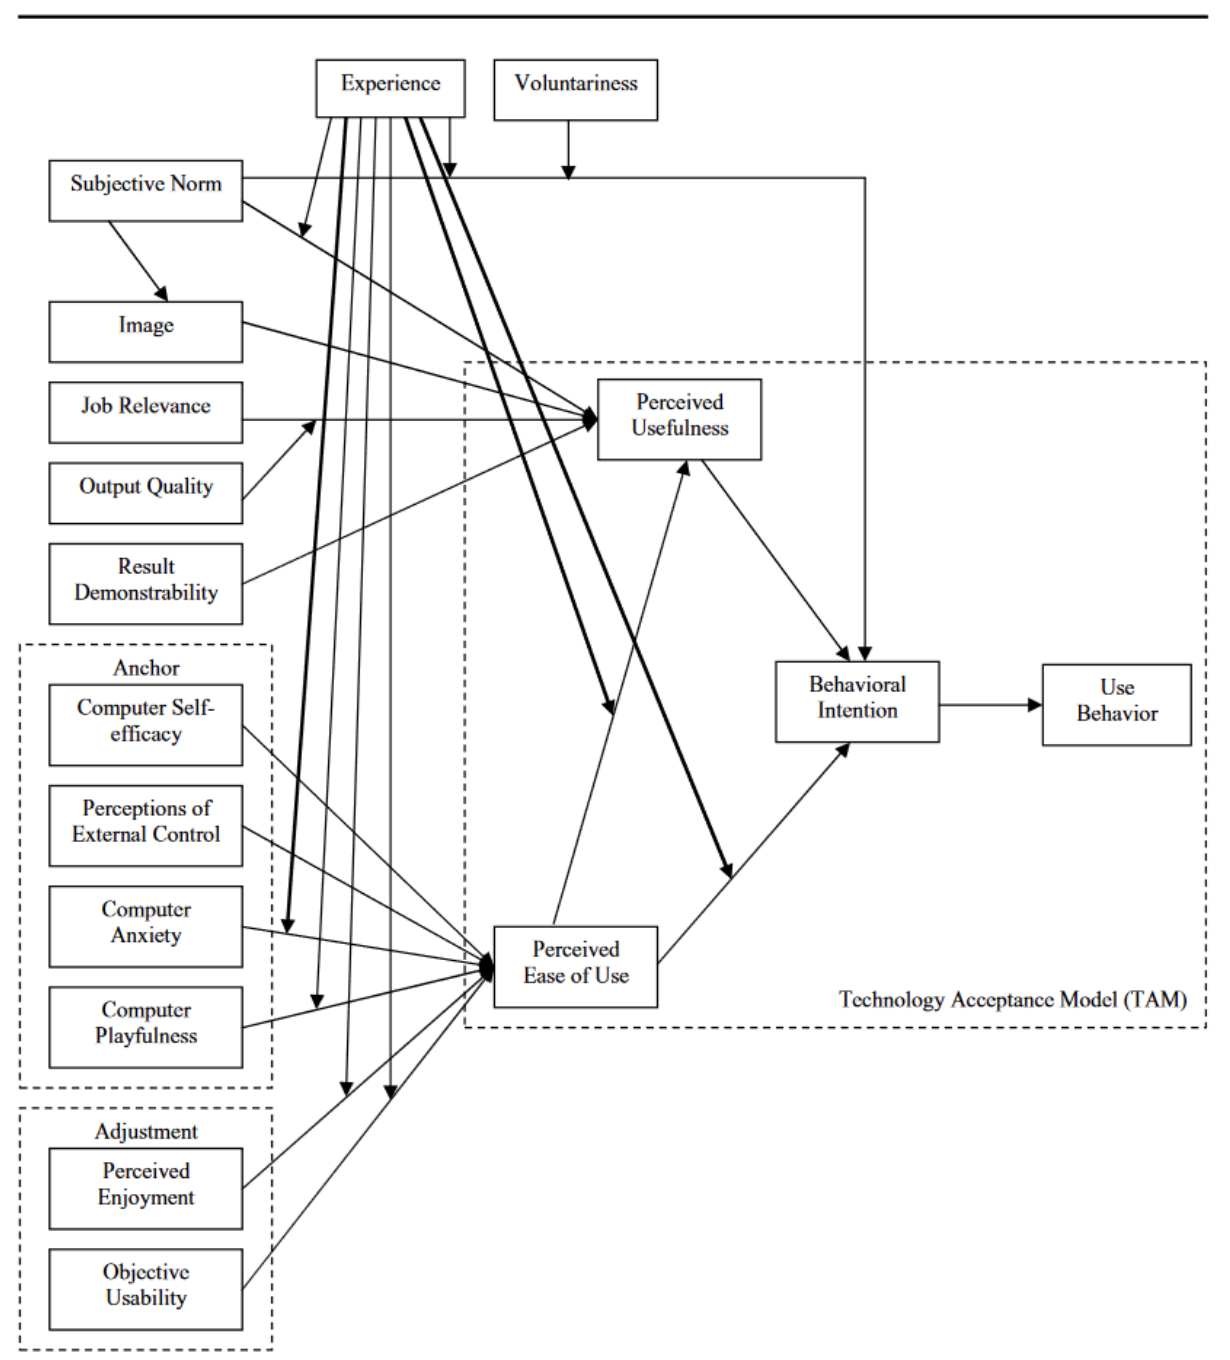 Experience
Voluntariness
Subjective Norm
Image
Job Relevance
Perceived
Usefulness
Output Quality
Result
Demonstrability
Anchor
Computer Self-
efficacy
Behavioral
Intention
Use
Behavior
Perceptions of
External Control
Computer
Anxiety
Perceived
Ease of Use
Computer
Playfulness
Technology Acceptance Model (TAM)
Adjustment
Perceived
Enjoyment
Objective
Usability